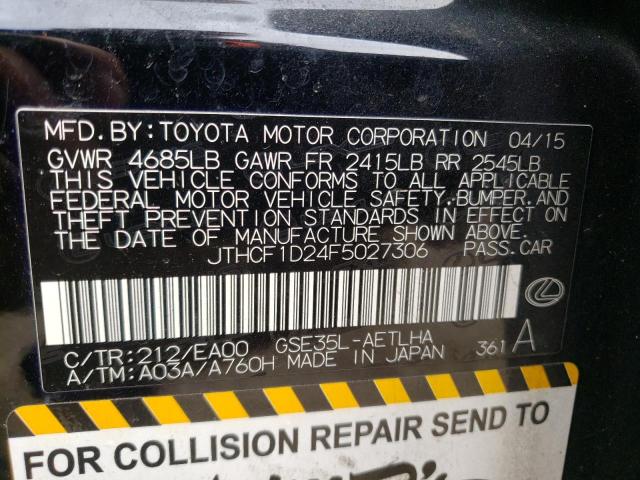 MFD.BY:TOYOTA MOTOR CORPORATION 04/15
GVWR 4685LB GAWR FR 2415LB RR 2545LB
THIS VEHICLE CONFORMS TO ALL APPLICABLE
FEDERAL MOTOR VEHICLE SAFETY,BUMPER,AND
THEFT PREVENTION STANDARDS IN EFFECT ON
THE DATE OF MANUFACTURE SHOWN ABOVE.
JTHCF1D24F5027306 PASS.CAR
C/TR:212/EA00 GSE35L-AETLHA
A/TM:A03A/A760H MADE IN JAPAN 361 A
FOR COLLISION REPAIR SEND TO